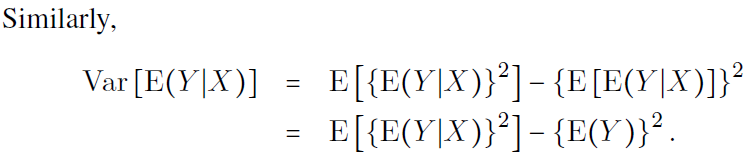 Similarly,
Var[E(Y|X)] = E[{E(Y|X)}²] – {E[E(Y|X)]}²
= E[{E(Y|X)}²] – {E(Y)}².